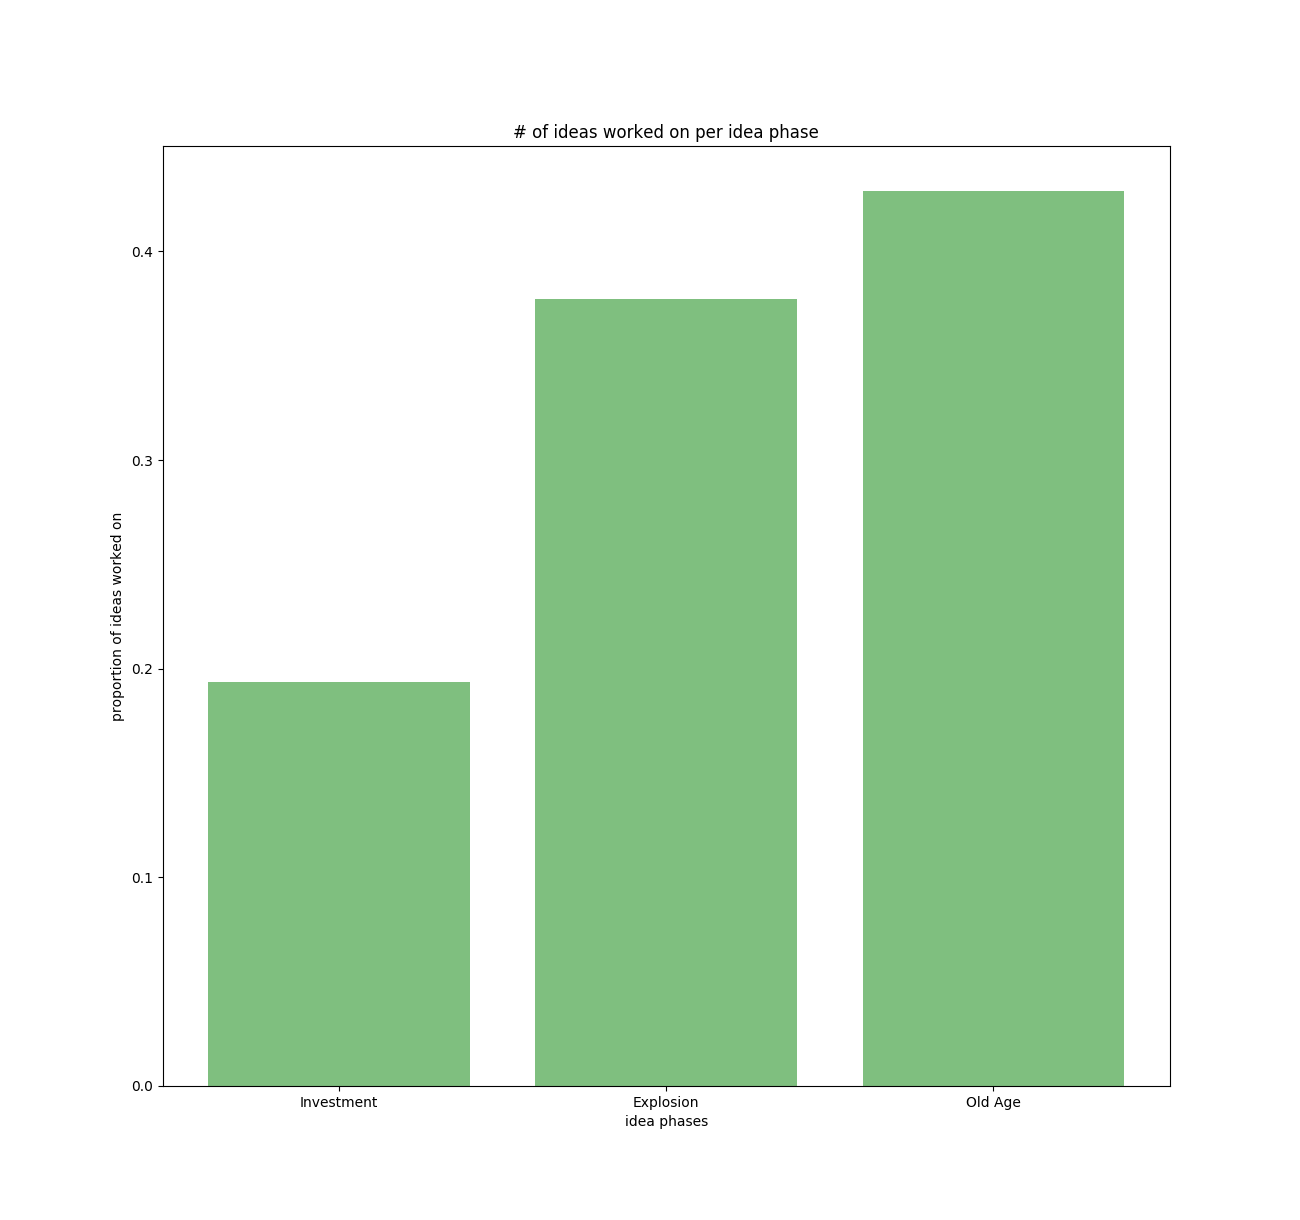 # of ideas worked on per idea phase
proportion of ideas worked on
0.4
0.3
0.2
0.1
0.0
Investment
Explosion
Old Age
idea phases